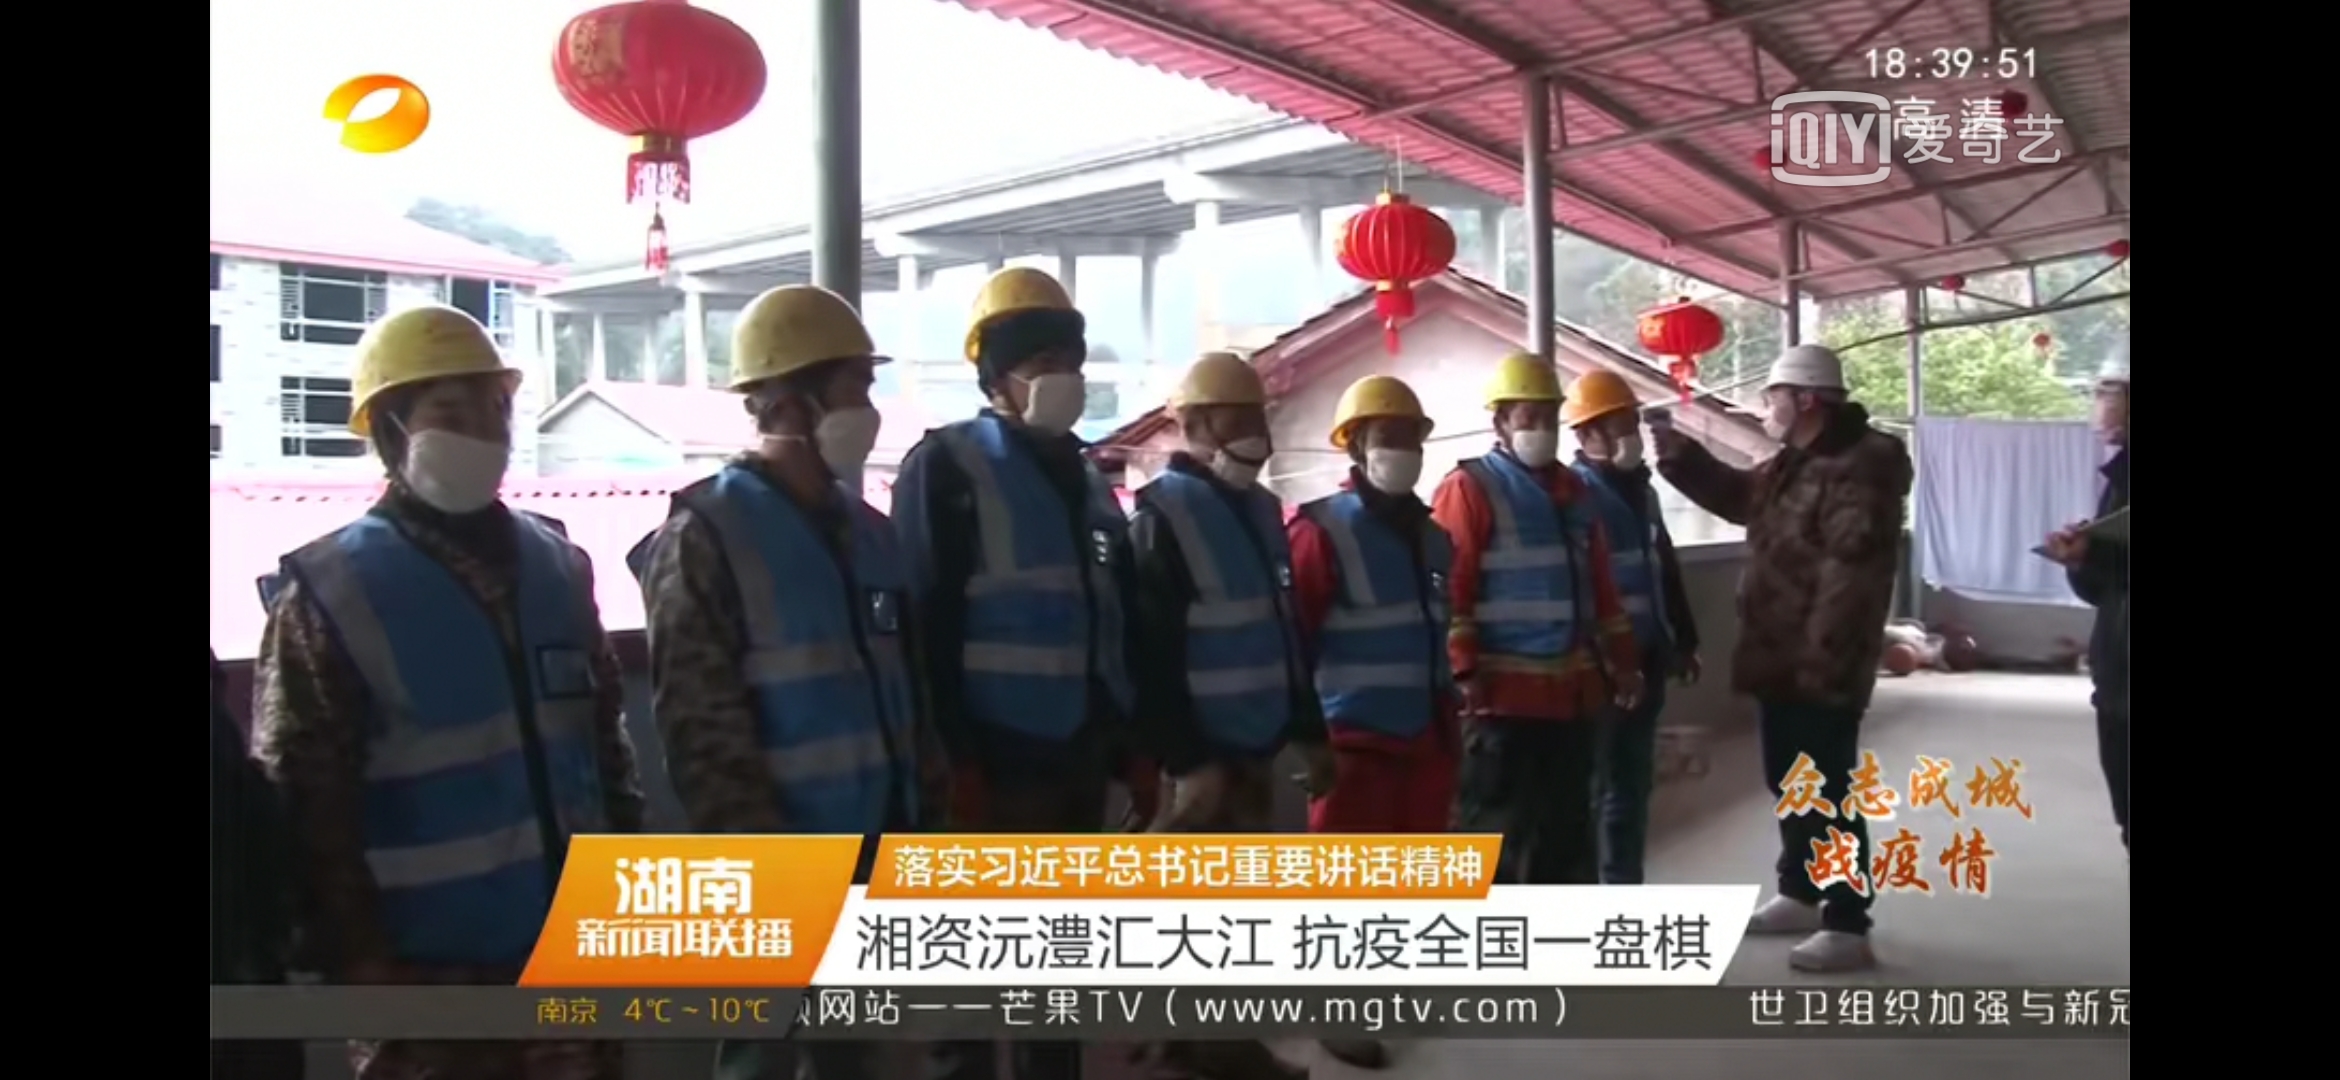 18:39:51
高清
iQIYI 爱奇艺
众志成城
战疫情
湖南
新闻联播
落实习近平总书记重要讲话精神
湘资沅澧汇大江 抗疫全国一盘棋
南京 4℃~10℃ 频网站——芒果TV(www.mgtv.com) 世卫组织加强与新冠